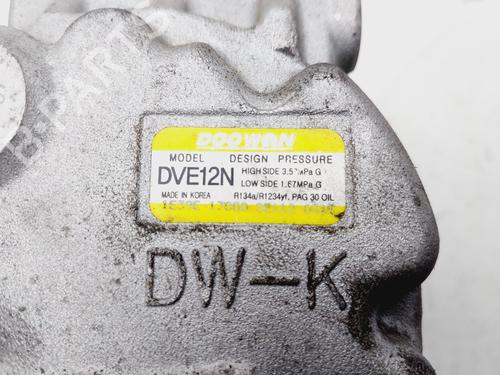 B-PARTS
DOOWON
MODEL DESIGN PRESSURE
DVE12N HIGH SIDE 3.5 MPa G
LOW SIDE 1.67MPa G
MADE IN KOREA R134a/R1234yf, PAG 30 OIL
DW-K